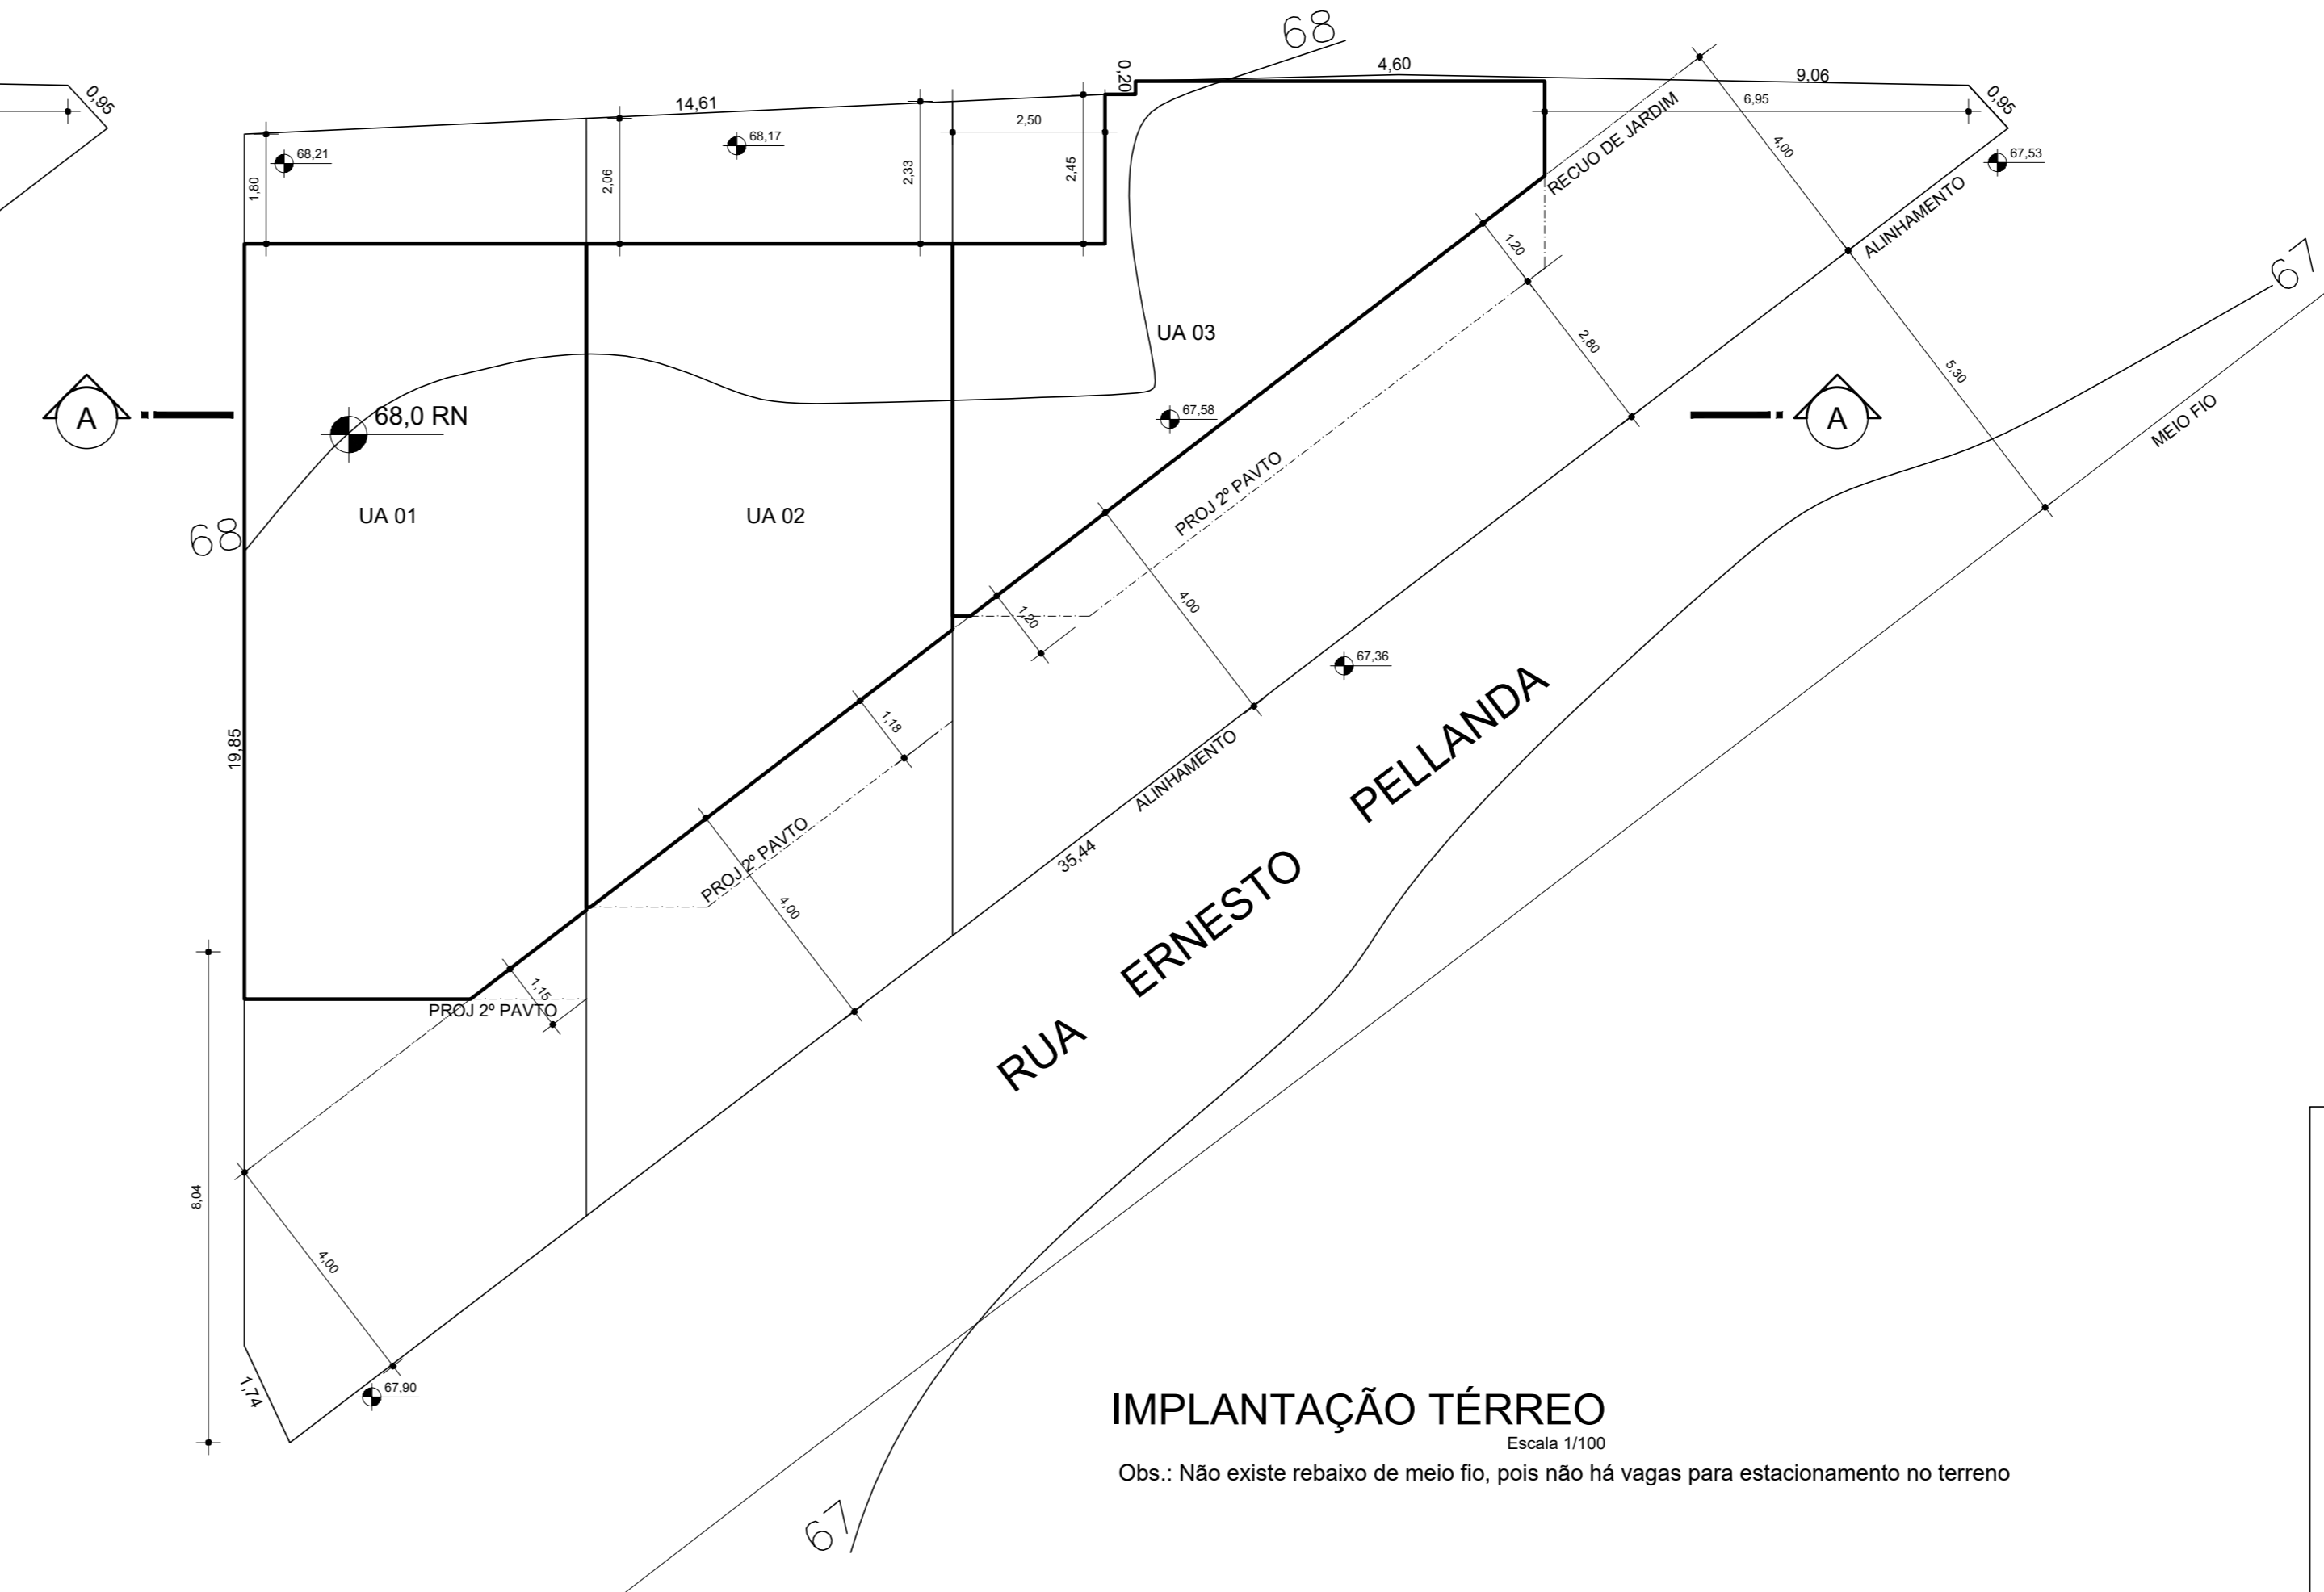 68
0,20
4,60
9,06
0,95
0,95
14,61
6,95
2,50
RECUO DE JARDIM
4,00
68,21
68,17
67,53
1,80
2,06
2,33
2,45
ALINHAMENTO
1,20
67
UA 03
2,80
5,30
A
68,0 RN
67,58
A
MEIO FIO
PROJ 2º PAVTO
UA 01
UA 02
68
1,20
4,00
67,36
1,18
19,85
PELLANDA
ALINHAMENTO
PROJ 2º PAVTO
35,44
4,00
ERNESTO
1,15
PROJ 2º PAVTO
RUA
8,04
4,00
1,74
67,90
IMPLANTAÇÃO TÉRREO
Escala 1/100
Obs.: Não existe rebaixo de meio fio, pois não há vagas para estacionamento no terreno
67